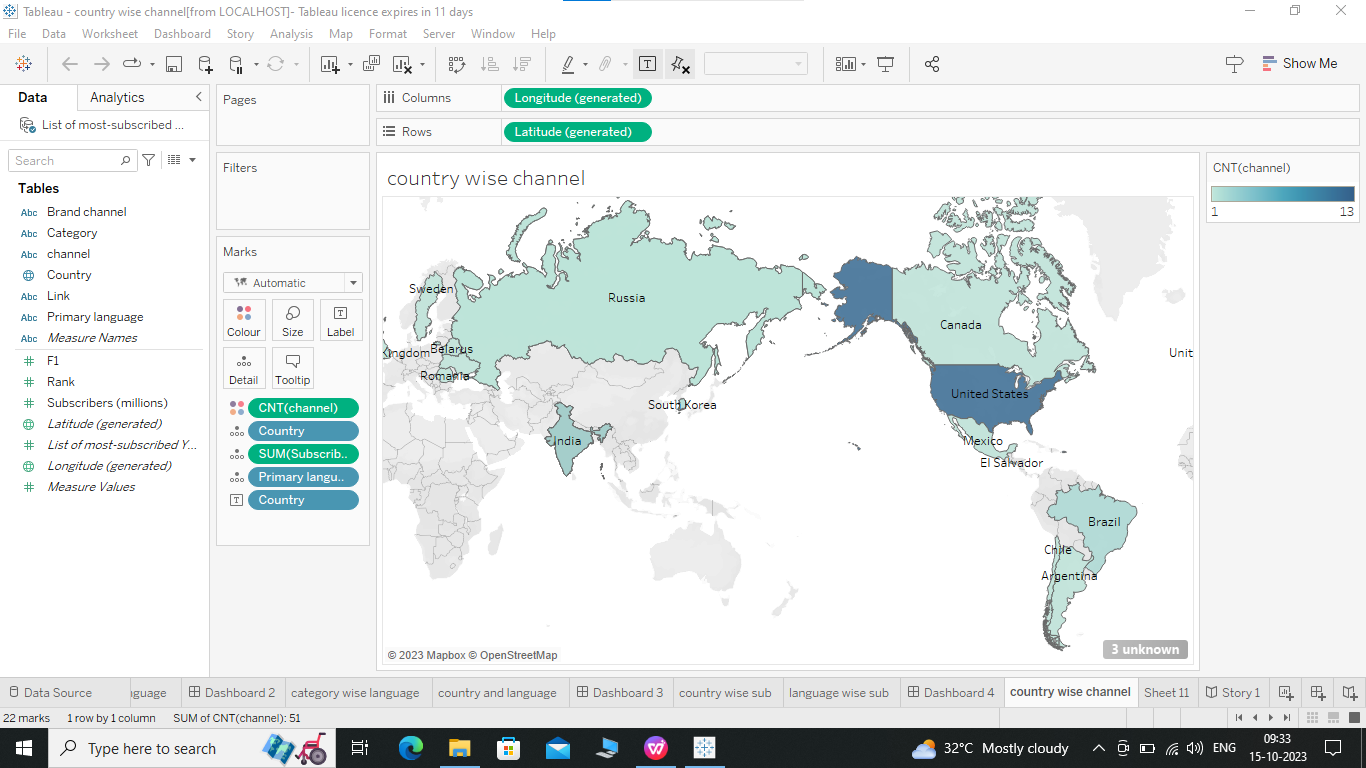 Tableau - country wise channel[from LOCALHOST]- Tableau licence expires in 11 days
File Data Worksheet Dashboard Story Analysis Map Format Server Window Help
Show Me
Data Analytics
List of most-subscribed ...
Search
Tables
Abc Brand channel
Abc Category
Abc channel
Country
Abc Link
Abc Primary language
Abc Measure Names
F1
Rank
Subscribers (millions)
Latitude (generated)
List of most-subscribed Y...
Longitude (generated)
Measure Values
Pages
Filters
Marks
Automatic
Colour Size Label
Detail Tooltip
CNT(channel)
Country
SUM(Subscrib..
Primary langu..
Country
Columns Longitude (generated)
Rows Latitude (generated)
country wise channel
Sweden
Russia
Canada
Kingdom
Belarus
Unit
Romania
United States
South Korea
India
Mexico
El Salvador
Brazil
Chile
Argentina
© 2023 Mapbox © OpenStreetMap
3 unknown
CNT(channel)
1 13
Data Source nguage Dashboard 2 category wise language country and language Dashboard 3 country wise sub language wise sub Dashboard 4 country wise channel Sheet 11 Story 1
22 marks 1 row by 1 column SUM of CNT(channel): 51
Type here to search
32°C Mostly cloudy
ENG
09:33
15-10-2023